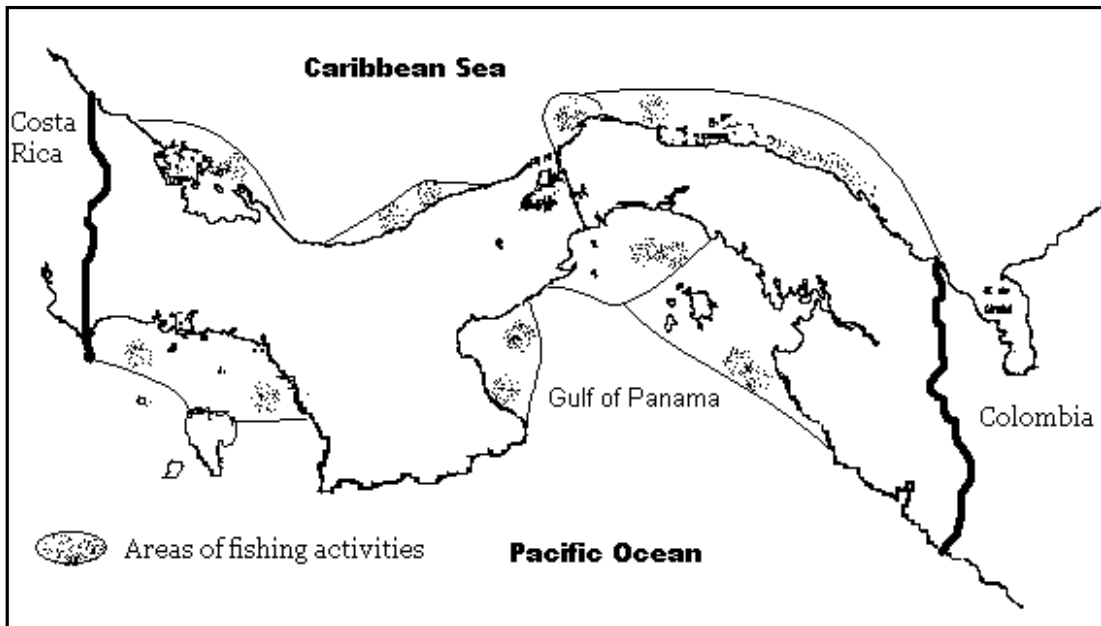 Caribbean Sea
Costa
Rica
Gulf of Panama
Colombia
Areas of fishing activities
Pacific Ocean